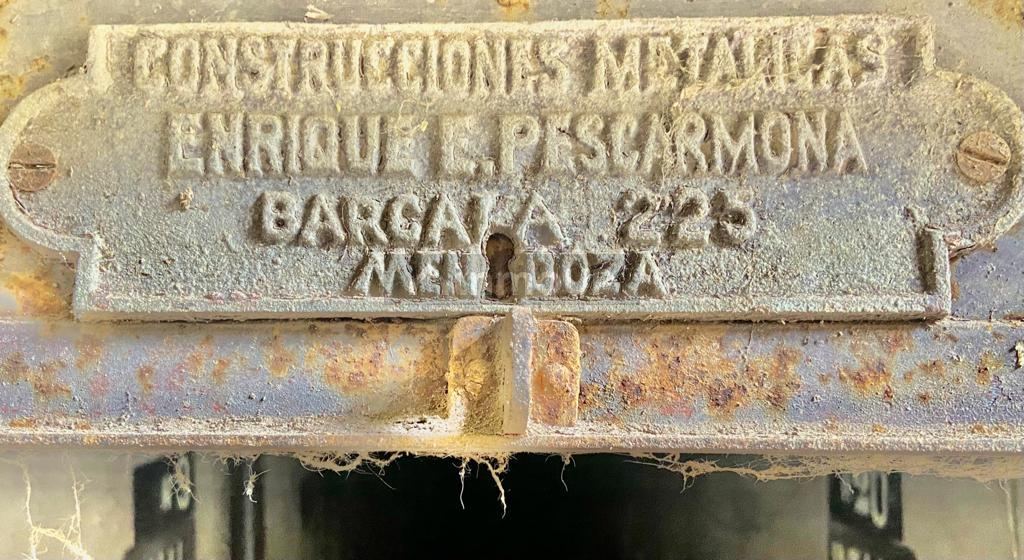 CONSTRUCCIONES METALICAS
ENRIQUE E. PESCARMONA
BARCALA 225
MENDOZA